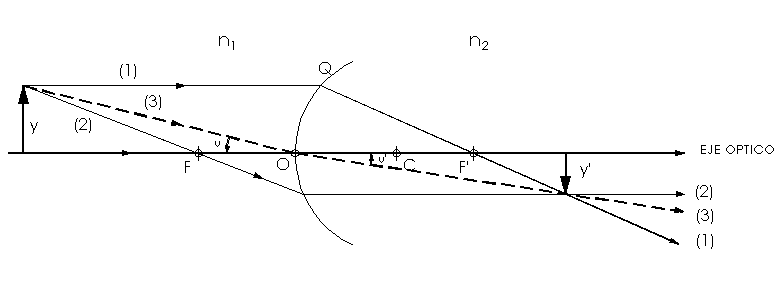 n1 n2
Q
(1)
(3)
y (2) υ υ'
F O C F' y' EJE OPTICO
(2)
(3)
(1)